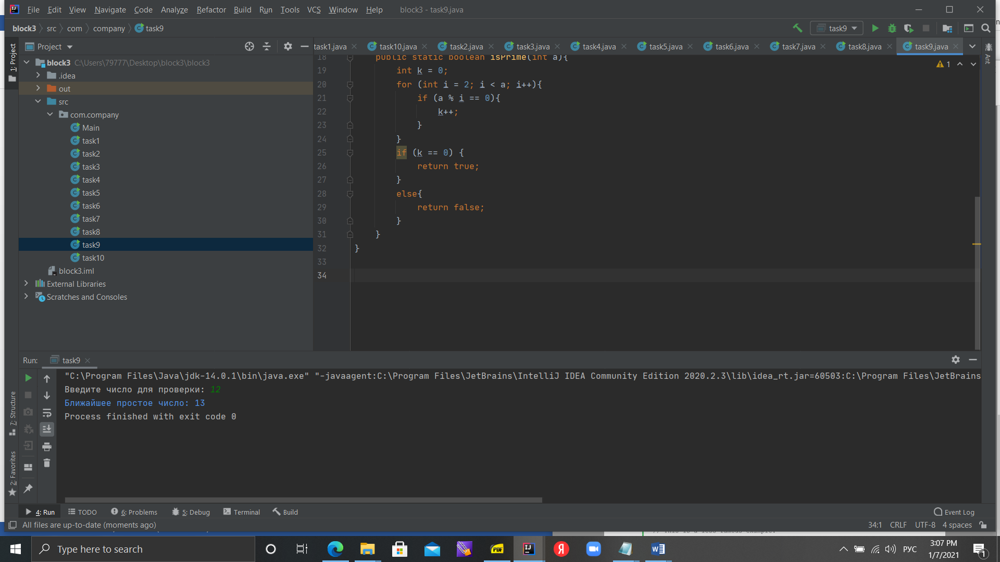 File Edit View Navigate Code Analyze Refactor Build Run Tools VCS Window Help block3 - task9.java
block3 src com company task9
task9
1: Project
Project
task1.java task10.java task2.java task3.java task4.java task5.java task6.java task7.java task8.java task9.java
Ant
block3 C:\Users\79777\Desktop\block3\block3
.idea
out
src
com.company
Main
task1
task2
task3
task4
task5
task6
task7
task8
task9
task10
block3.iml
External Libraries
Scratches and Consoles
1
18 public static boolean isPrime(int a){
19 int k = 0;
20 for (int i = 2; i < a; i++){
21 if (a % i == 0){
22 k++;
23 }
24 }
25 if (k == 0) {
26 return true;
27 }
28 else{
29 return false;
30 }
31 }
32 }
33
34
Run: task9
"C:\Program Files\Java\jdk-14.0.1\bin\java.exe" "-javaagent:C:\Program Files\JetBrains\IntelliJ IDEA Community Edition 2020.2.3\lib\idea_rt.jar=60503:C:\Program Files\JetBrains
Введите число для проверки: 12
Ближайшее простое число: 13
Process finished with exit code 0
7: Structure
2: Favorites
4: Run TODO 6: Problems 5: Debug Terminal Build Event Log
All files are up-to-date (moments ago) 34:1 CRLF UTF-8 4 spaces
Type here to search
РУС
3:07 PM
1/7/2021
1